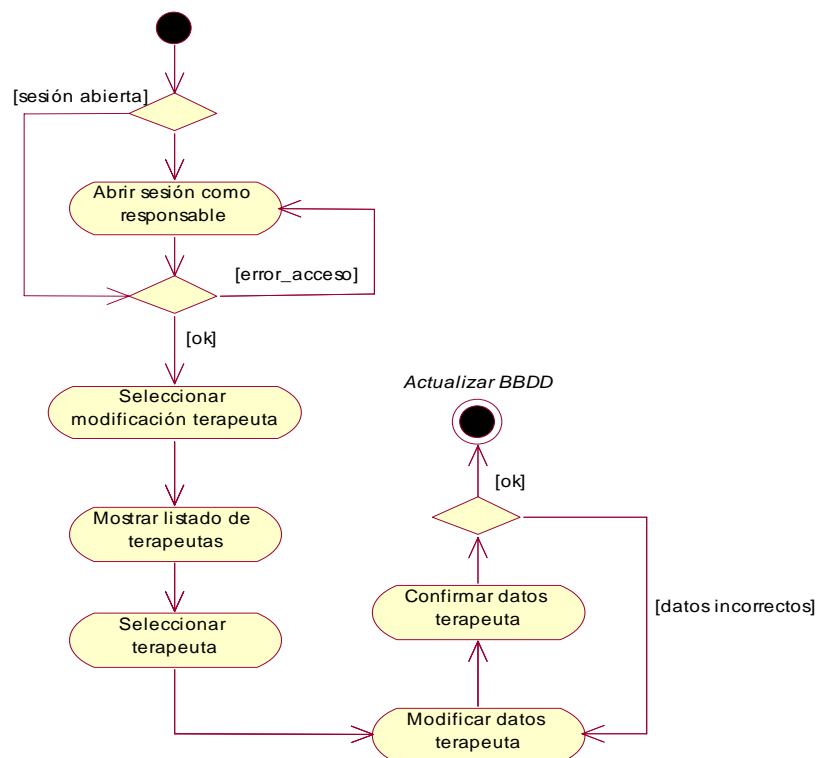 [sesión abierta]
Abrir sesión como
responsable
[error_acceso]
[ok]
Seleccionar
modificación terapeuta
Mostrar listado de
terapeutas
Seleccionar
terapeuta
Actualizar BBDD
[ok]
Confirmar datos
terapeuta
[datos incorrectos]
Modificar datos
terapeuta